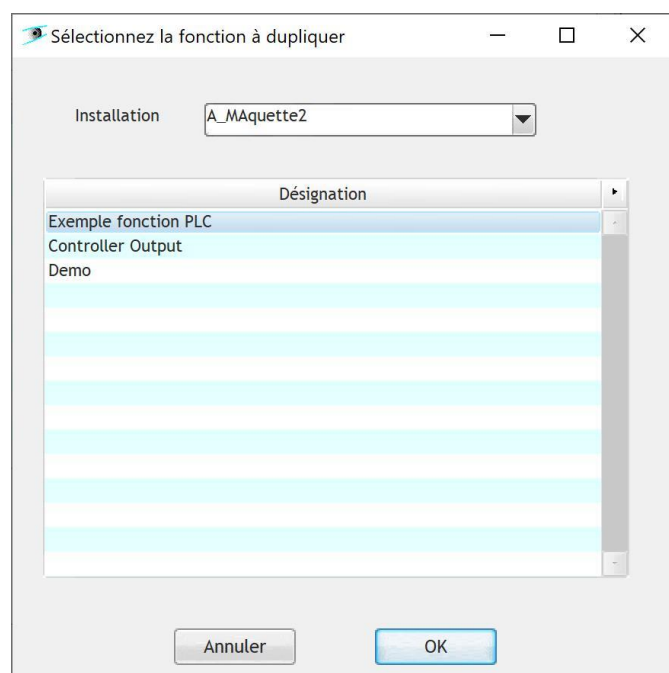 Sélectionnez la fonction à dupliquer
Installation A_MAquette2
Désignation
Exemple fonction PLC
Controller Output
Demo
Annuler OK